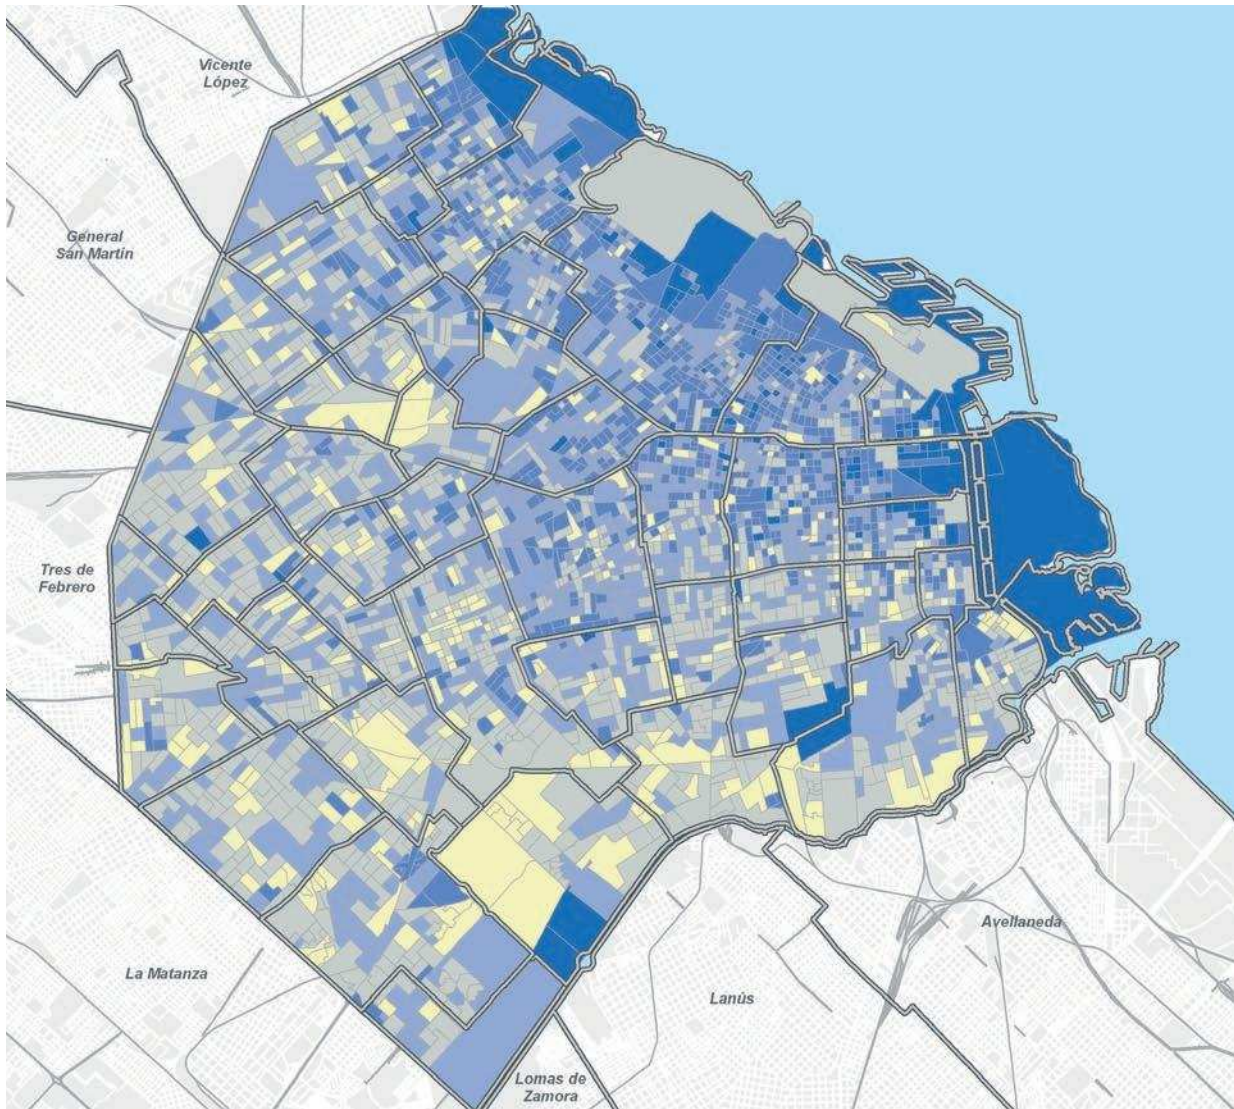 Vicente
López
General
San Martín
Tres de
Febrero
La Matanza
Avellaneda
Lanús
Lomas de
Zamora